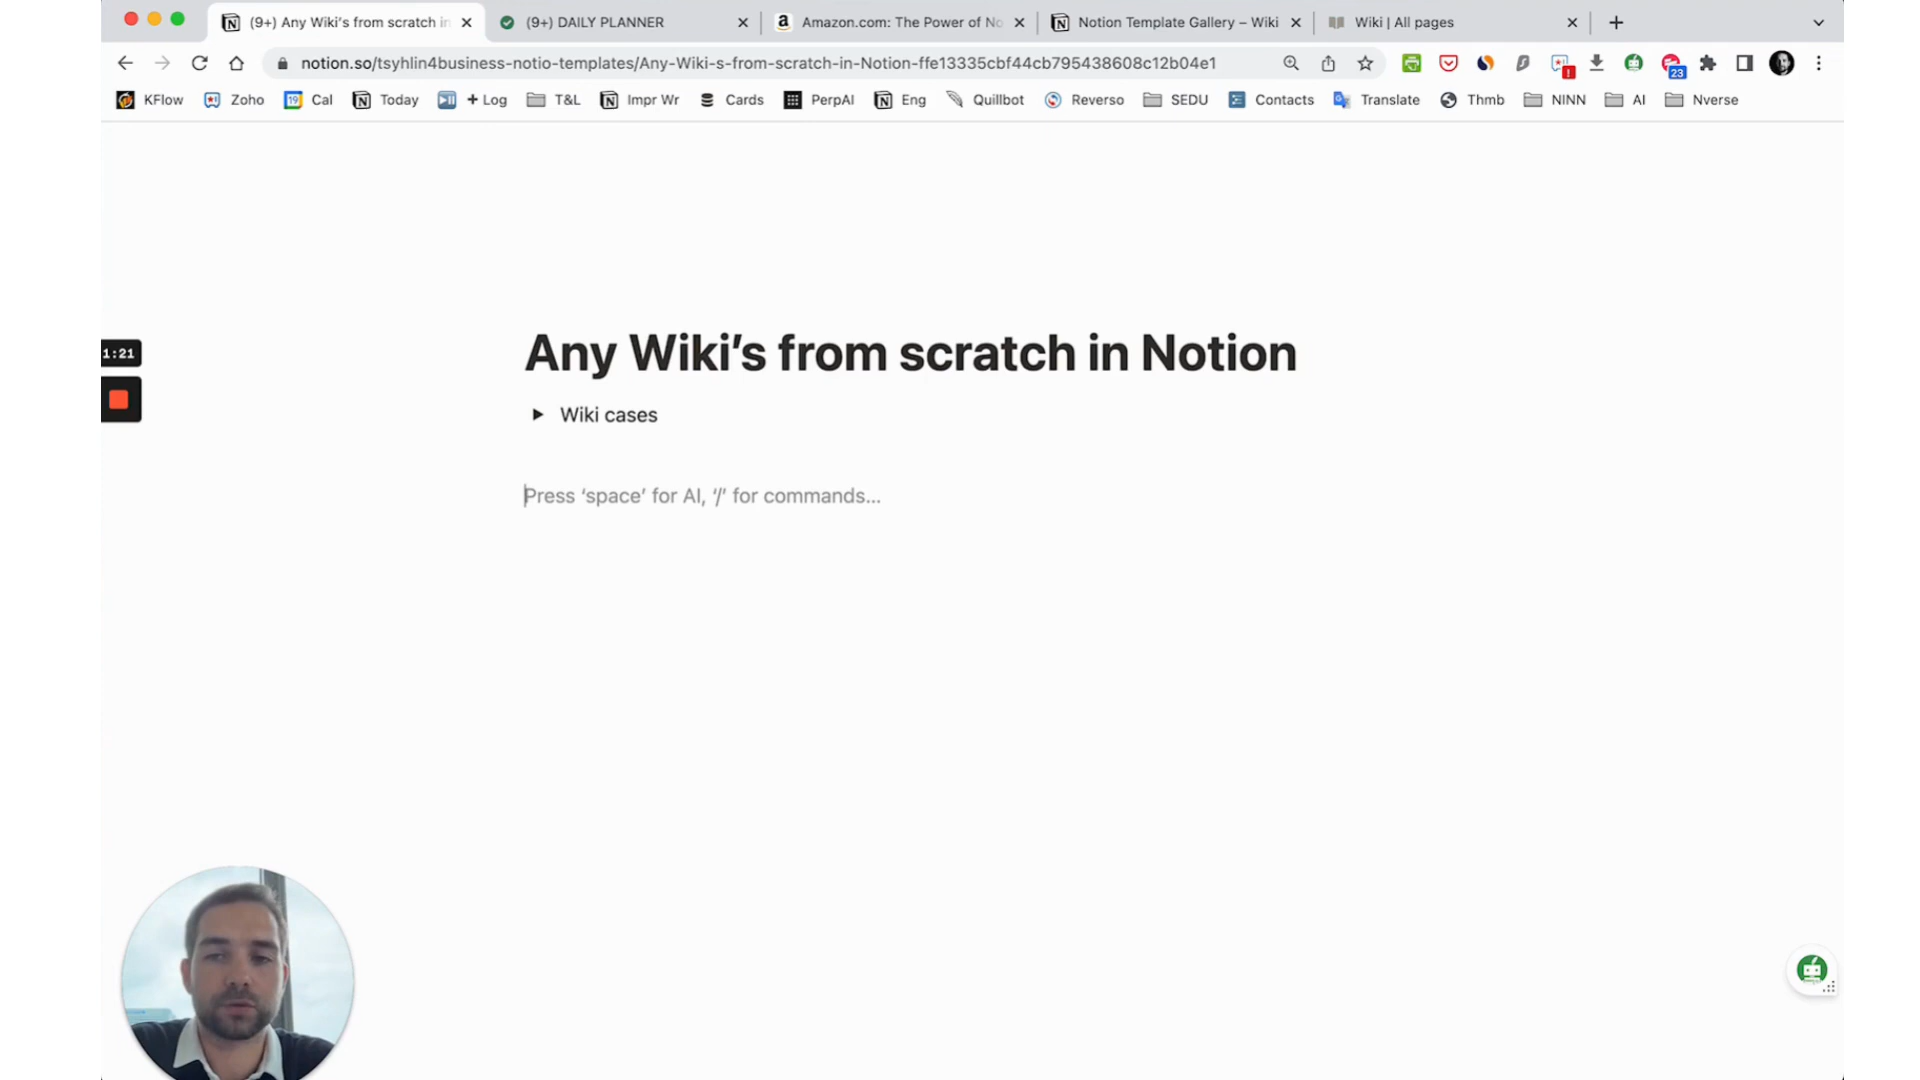 (9+) Any Wiki's from scratch in
(9+) DAILY PLANNER
Amazon.com: The Power of No
Notion Template Gallery – Wiki
Wiki | All pages
notion.so/tsyhlin4business-notio-templates/Any-Wiki-s-from-scratch-in-Notion-ffe13335cbf44cb795438608c12b04e1
23
KFlow
Zoho
19 Cal
Today
+ Log
T&L
Impr Wr
Cards
PerpAI
Eng
Quillbot
Reverso
SEDU
Contacts
Translate
Thmb
NINN
AI
Nverse
Any Wiki’s from scratch in Notion
1:21
Wiki cases
Press ‘space’ for AI, ‘/’ for commands…